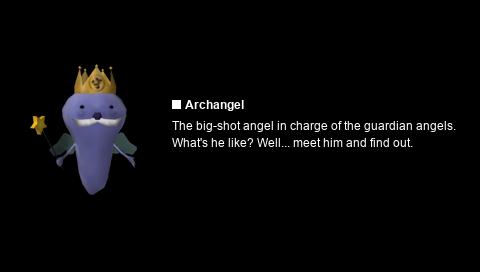 Archangel
The big-shot angel in charge of the guardian angels.
What's he like? Well... meet him and find out.